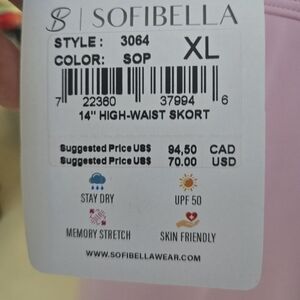 B | SOFIBELLA
STYLE: 3064 XL
COLOR: SOP
7 22360 37994 6
14" HIGH-WAIST SKORT
Suggested Price US$ 94,50 CAD
Suggested Price US$ 70.00 USD
STAY DRY UPF 50
MEMORY STRETCH SKIN FRIENDLY
WWW.SOFIBELLAWEAR.COM